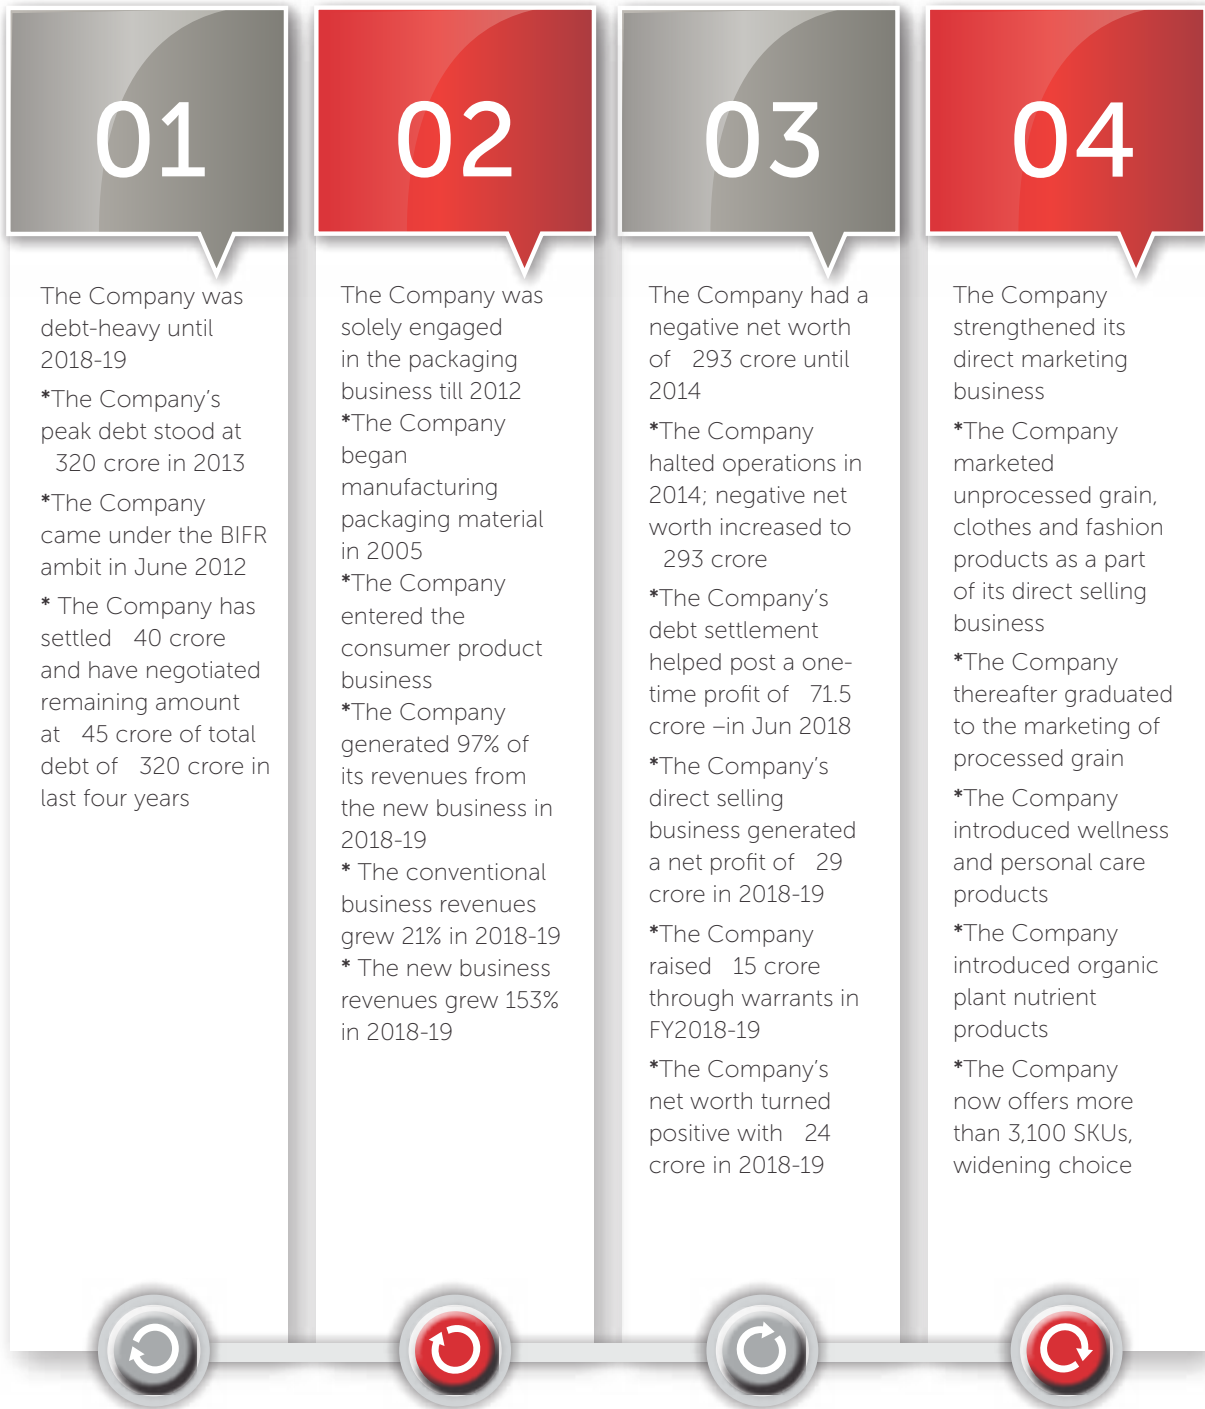 01
The Company was
debt-heavy until
2018-19
*The Company's
peak debt stood at
320 crore in 2013
*The Company
came under the BIFR
ambit in June 2012
* The Company has
settled 40 crore
and have negotiated
remaining amount
at 45 crore of total
debt of 320 crore in
last four years
02
The Company was
solely engaged
in the packaging
business till 2012
*The Company
began
manufacturing
packaging material
in 2005
*The Company
entered the
consumer product
business
*The Company
generated 97% of
its revenues from
the new business in
2018-19
* The conventional
business revenues
grew 21% in 2018-19
* The new business
revenues grew 153%
in 2018-19
03
The Company had a
negative net worth
of 293 crore until
2014
*The Company
halted operations in
2014; negative net
worth increased to
293 crore
*The Company's
debt settlement
helped post a one-
time profit of 71.5
crore –in Jun 2018
*The Company's
direct selling
business generated
a net profit of 29
crore in 2018-19
*The Company
raised 15 crore
through warrants in
FY2018-19
*The Company's
net worth turned
positive with 24
crore in 2018-19
04
The Company
strengthened its
direct marketing
business
*The Company
marketed
unprocessed grain,
clothes and fashion
products as a part
of its direct selling
business
*The Company
thereafter graduated
to the marketing of
processed grain
*The Company
introduced wellness
and personal care
products
*The Company
introduced organic
plant nutrient
products
*The Company
now offers more
than 3,100 SKUs,
widening choice